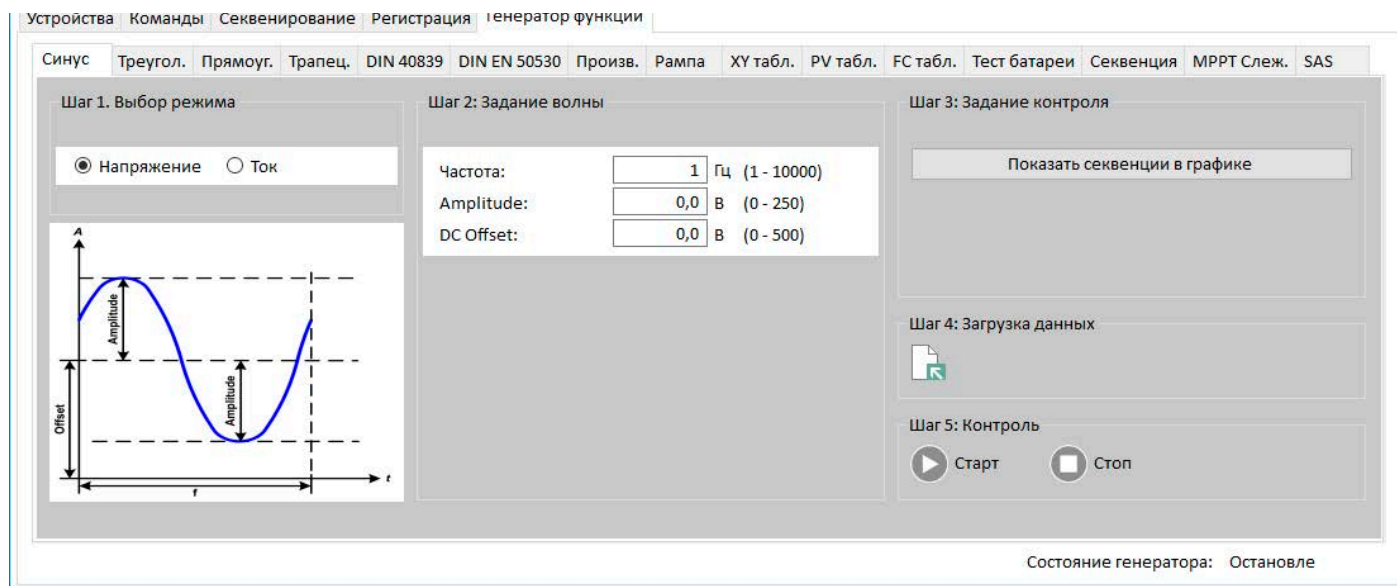 Устройства Команды Секвенирование Регистрация Генератор функции
Синус Треугол. Прямоуг. Трапец. DIN 40839 DIN EN 50530 Произв. Рампа XY табл. PV табл. FC табл. Тест батареи Секвенция MPPT Слеж. SAS
Шаг 1. Выбор режима
Напряжение Ток
A
Amplitude
Amplitude
Offset
f
t
Шаг 2: Задание волны
Частота: 1 Гц (1 - 10000)
Amplitude: 0,0 В (0 - 250)
DC Offset: 0,0 В (0 - 500)
Шаг 3: Задание контроля
Показать секвенции в графике
Шаг 4: Загрузка данных
Шаг 5: Контроль
Старт Стоп
Состояние генератора: Остановле